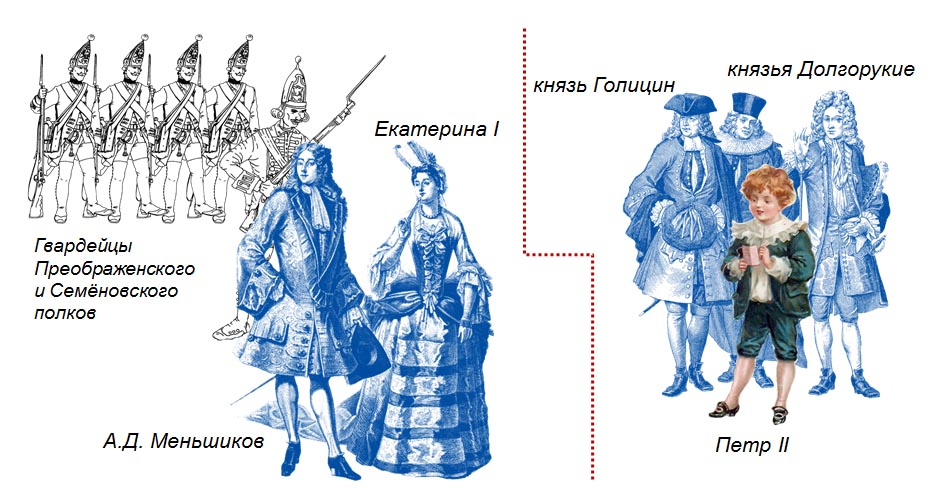 князь Голицин
князья Долгорукие
Екатерина I
Гвардейцы
Преображенского
и Семёновского
полков
А.Д. Меньшиков
Петр II